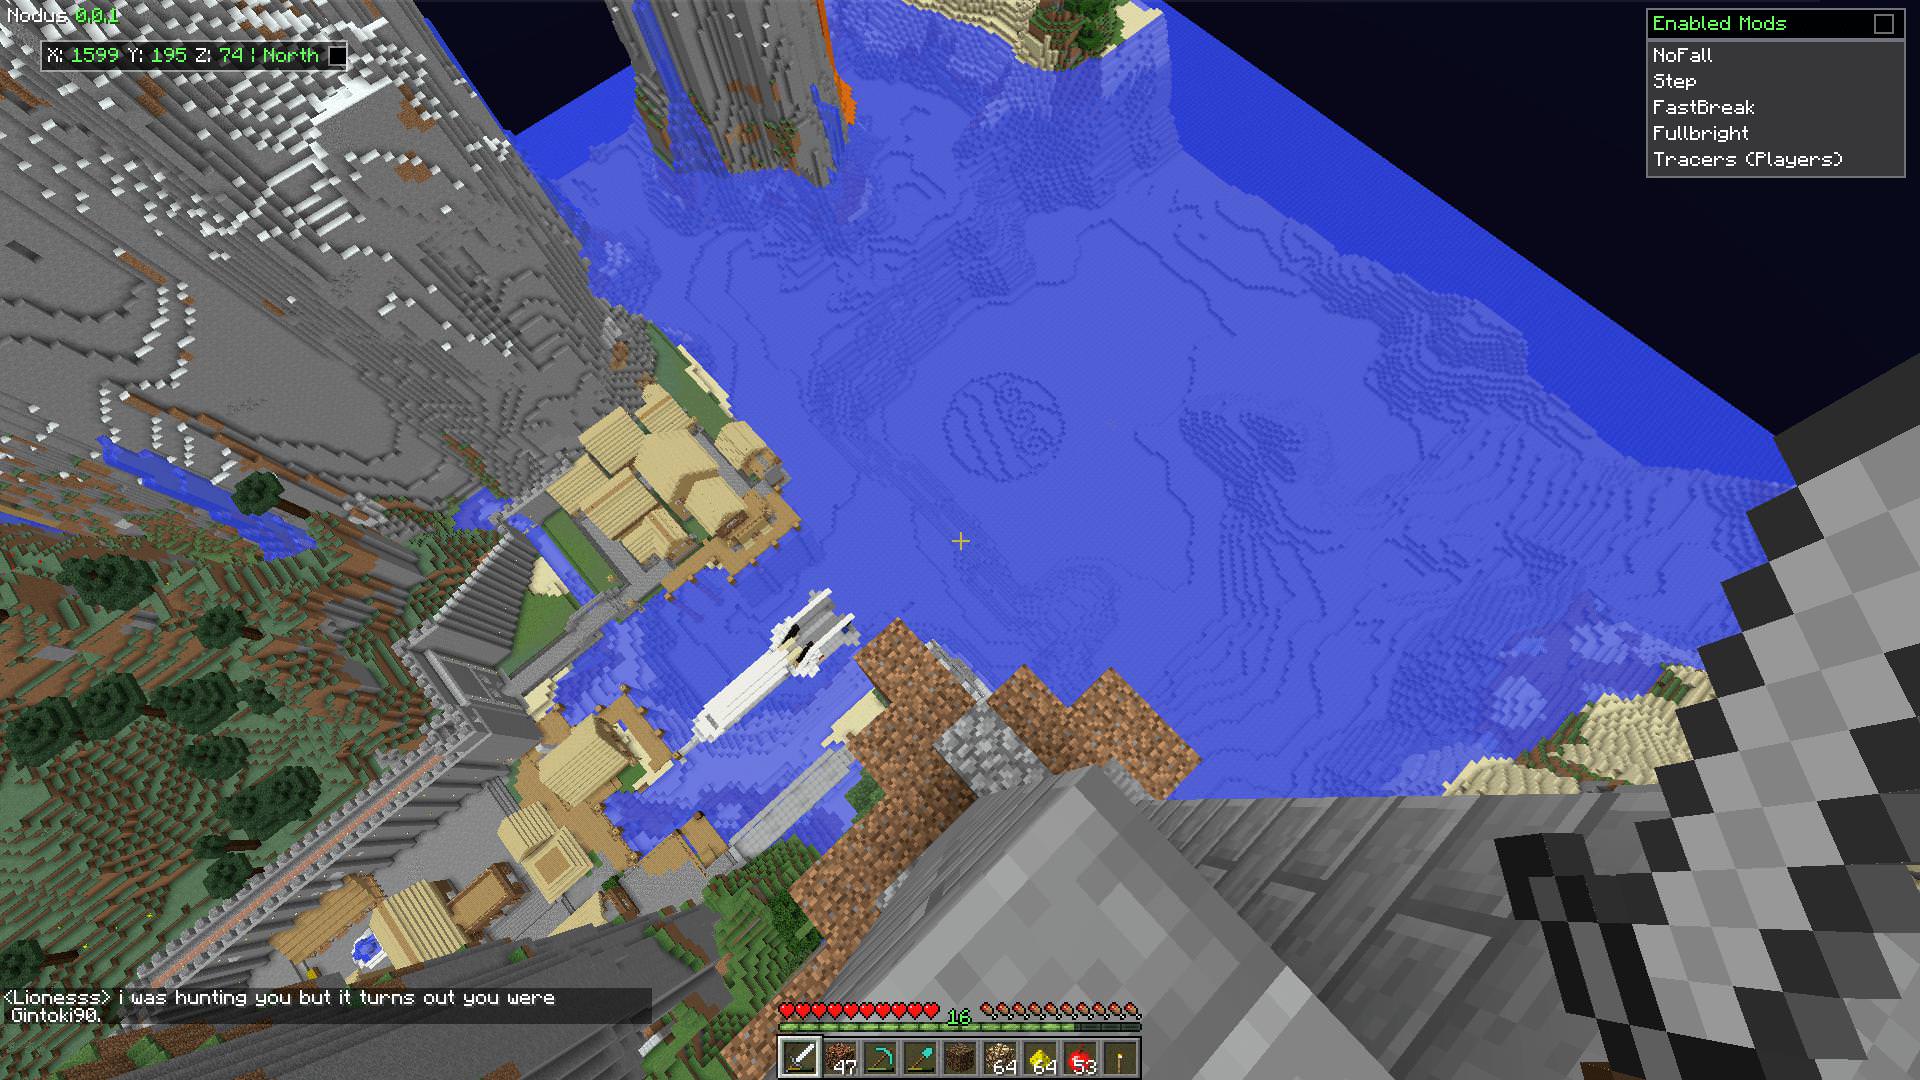 Nodus 0.0.1
X: 1599 Y: 195 Z: 74 | North
Enabled Mods
NoFall
Step
FastBreak
Fullbright
Tracers (Players)
<Lionesss> i was hunting you but it turns out you were
Gintoki90.
16
47 64 64 53